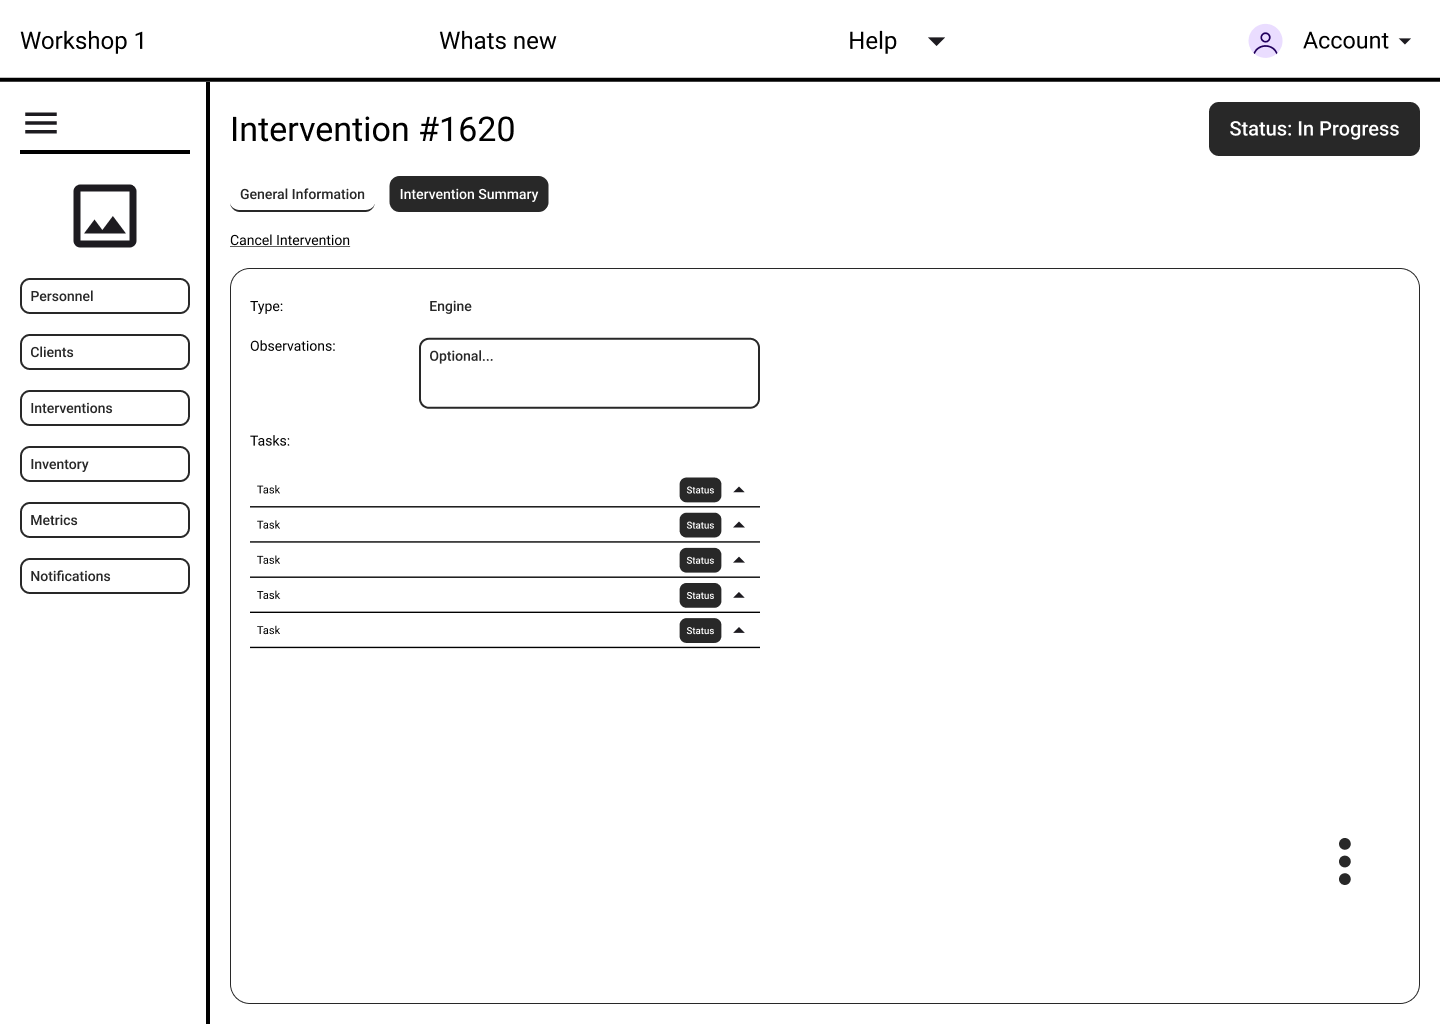 Workshop 1
Whats new
Help
Account
Intervention #1620
Status: In Progress
General Information
Intervention Summary
Cancel Intervention
Personnel
Clients
Interventions
Inventory
Metrics
Notifications
Type:
Engine
Observations:
Optional...
Tasks:
Task Status
Task Status
Task Status
Task Status
Task Status